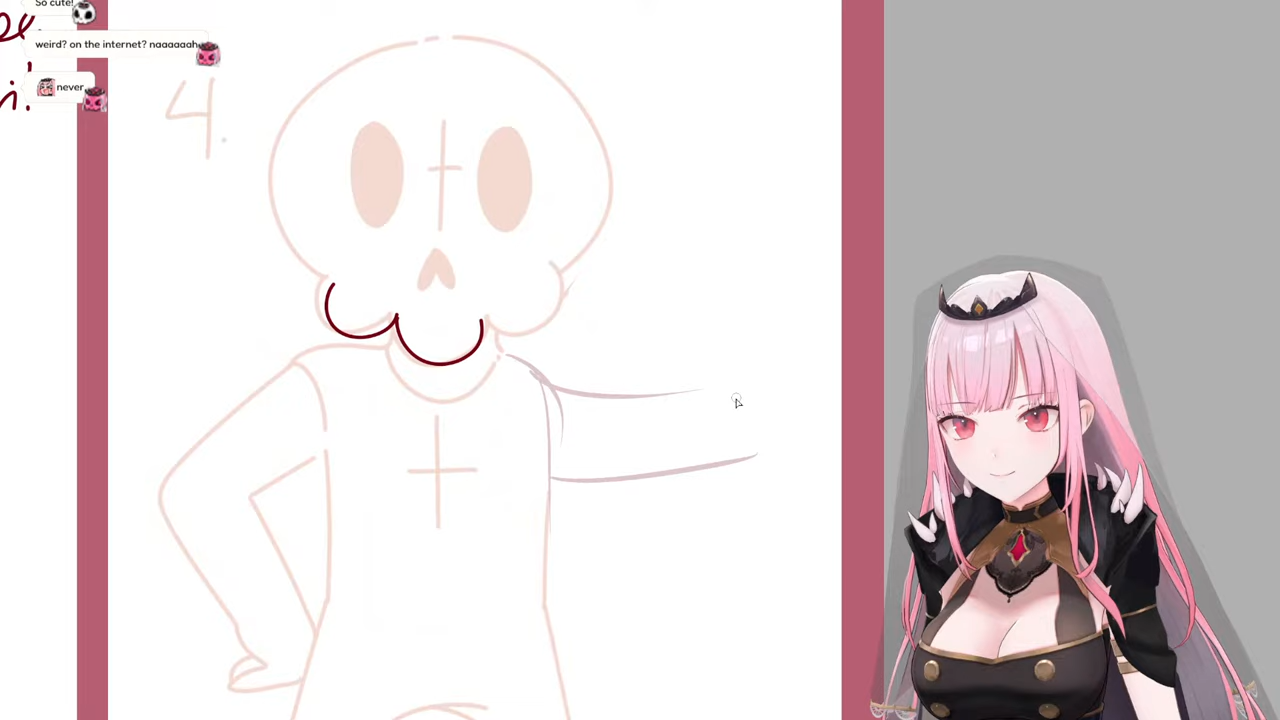 So cute!
weird? on the internet? naaaaaah
never
4.